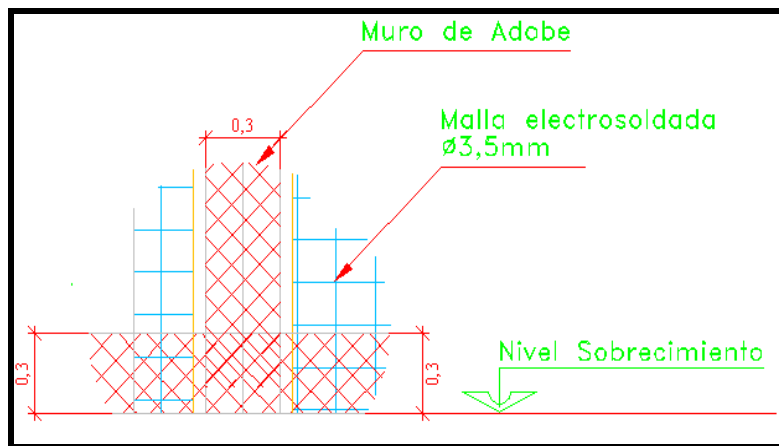 Muro de Adobe
0,3
Malla electrosoldada
ø3,5mm
Nivel Sobrecimiento
0,3
0,3